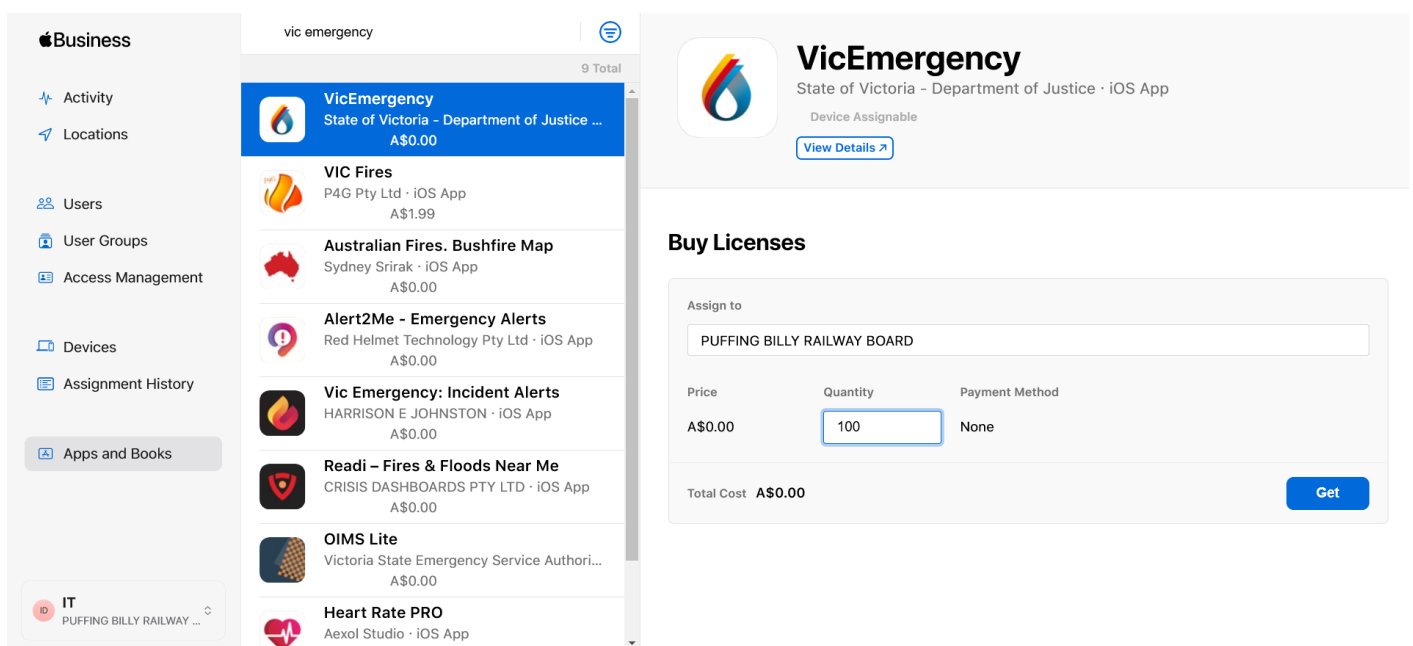 Business
Activity
Locations
Users
User Groups
Access Management
Devices
Assignment History
Apps and Books
ID
IT
PUFFING BILLY RAILWAY ...
vic emergency
9 Total
VicEmergency
State of Victoria - Department of Justice ...
A$0.00
VIC Fires
P4G Pty Ltd · iOS App
A$1.99
Australian Fires. Bushfire Map
Sydney Srirak · iOS App
A$0.00
Alert2Me - Emergency Alerts
Red Helmet Technology Pty Ltd · iOS App
A$0.00
Vic Emergency: Incident Alerts
HARRISON E JOHNSTON · iOS App
A$0.00
Readi – Fires & Floods Near Me
CRISIS DASHBOARDS PTY LTD · iOS App
A$0.00
OIMS Lite
Victoria State Emergency Service Authori...
A$0.00
Heart Rate PRO
Aexol Studio · iOS App
VicEmergency
State of Victoria - Department of Justice · iOS App
Device Assignable
View Details ↗
Buy Licenses
Assign to
PUFFING BILLY RAILWAY BOARD
Price Quantity Payment Method
A$0.00 100 None
Total Cost A$0.00 Get